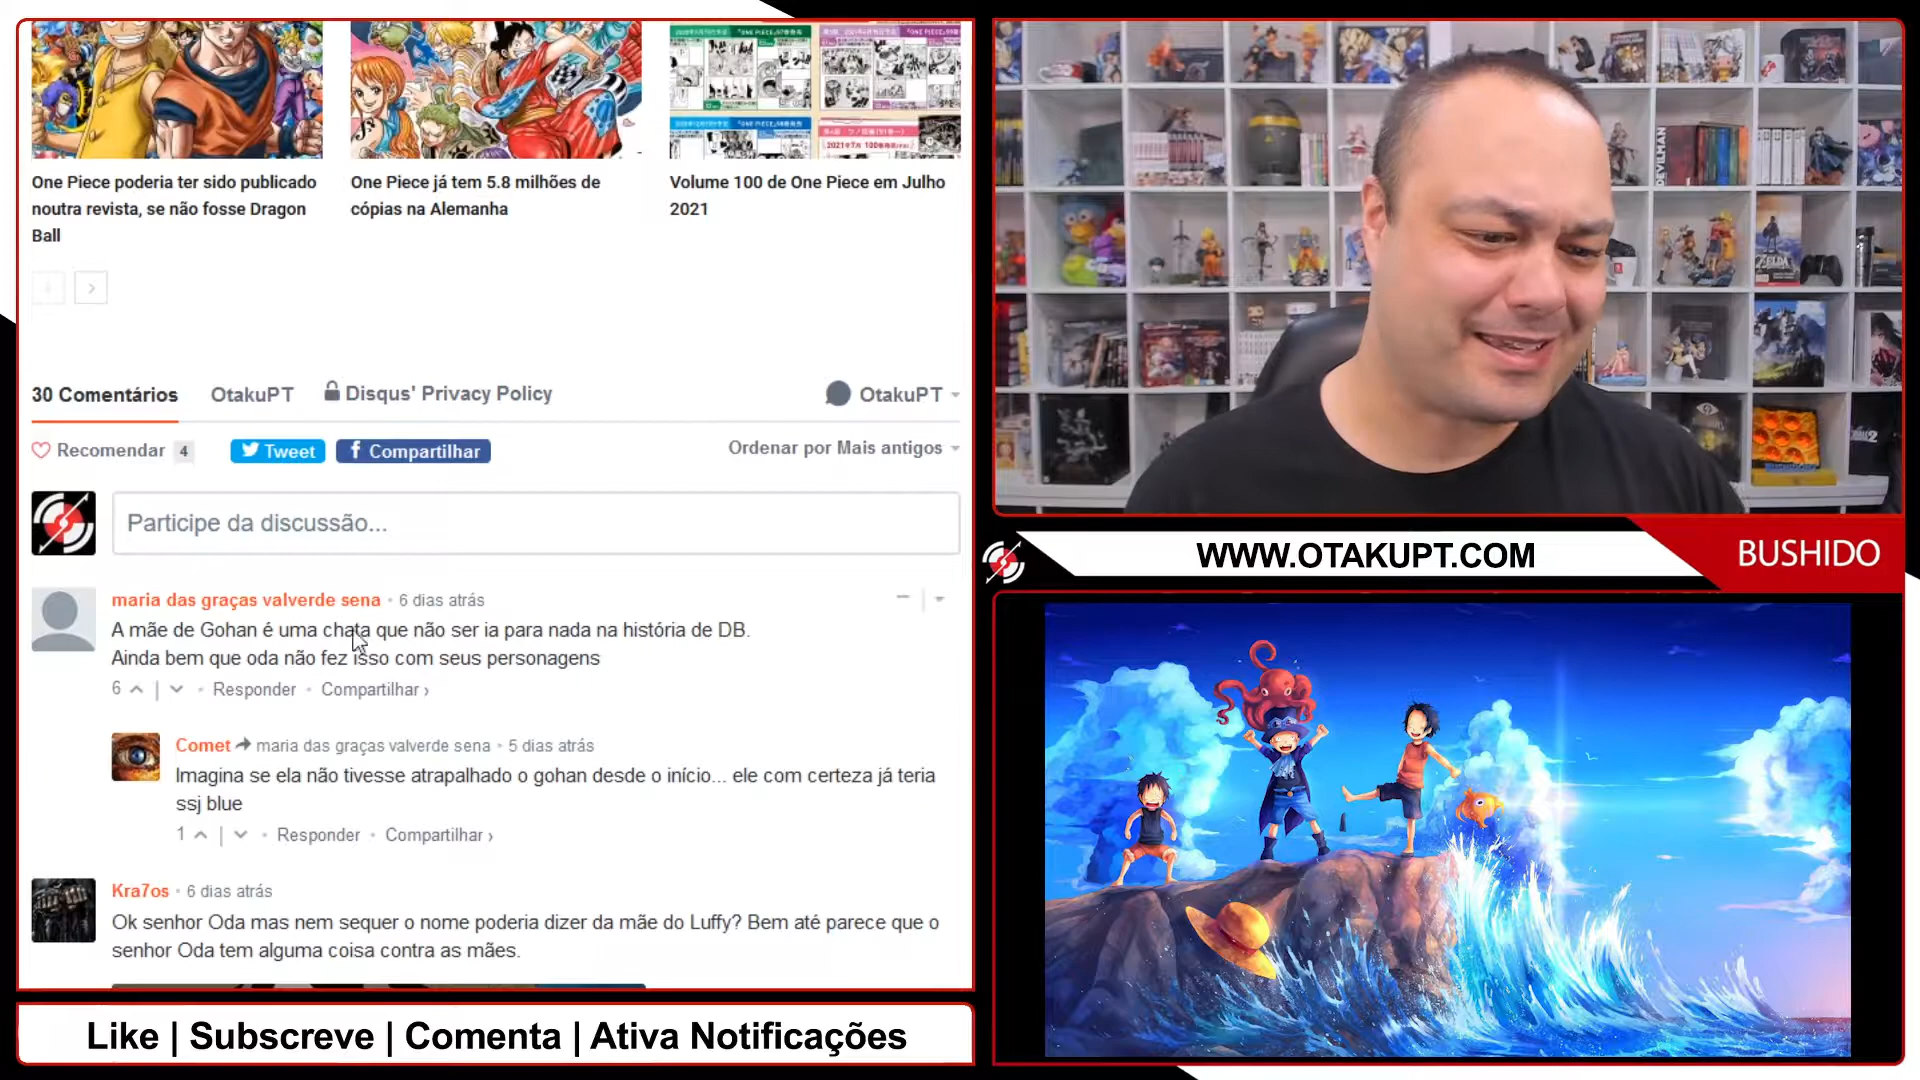 One Piece poderia ter sido publicado
noutra revista, se não fosse Dragon
Ball
One Piece já tem 5.8 milhões de
cópias na Alemanha
Volume 100 de One Piece em Julho
2021
30 Comentários
OtakuPT
Disqus' Privacy Policy
OtakuPT
Recomendar 4
Tweet
Compartilhar
Ordenar por Mais antigos
Participe da discussão...
maria das graças valverde sena • 6 dias atrás
A mãe de Gohan é uma chata que não ser ia para nada na história de DB.
Ainda bem que oda não fez isso com seus personagens
6 • Responder • Compartilhar ›
Comet maria das graças valverde sena • 5 dias atrás
Imagina se ela não tivesse atrapalhado o gohan desde o início... ele com certeza já teria
ssj blue
1 • Responder • Compartilhar ›
Kra7os • 6 dias atrás
Ok senhor Oda mas nem sequer o nome poderia dizer da mãe do Luffy? Bem até parece que o
senhor Oda tem alguma coisa contra as mães.
Like | Subscreve | Comenta | Ativa Notificações
DEVILMAN
ZELDA
WWW.OTAKUPT.COM
BUSHIDO